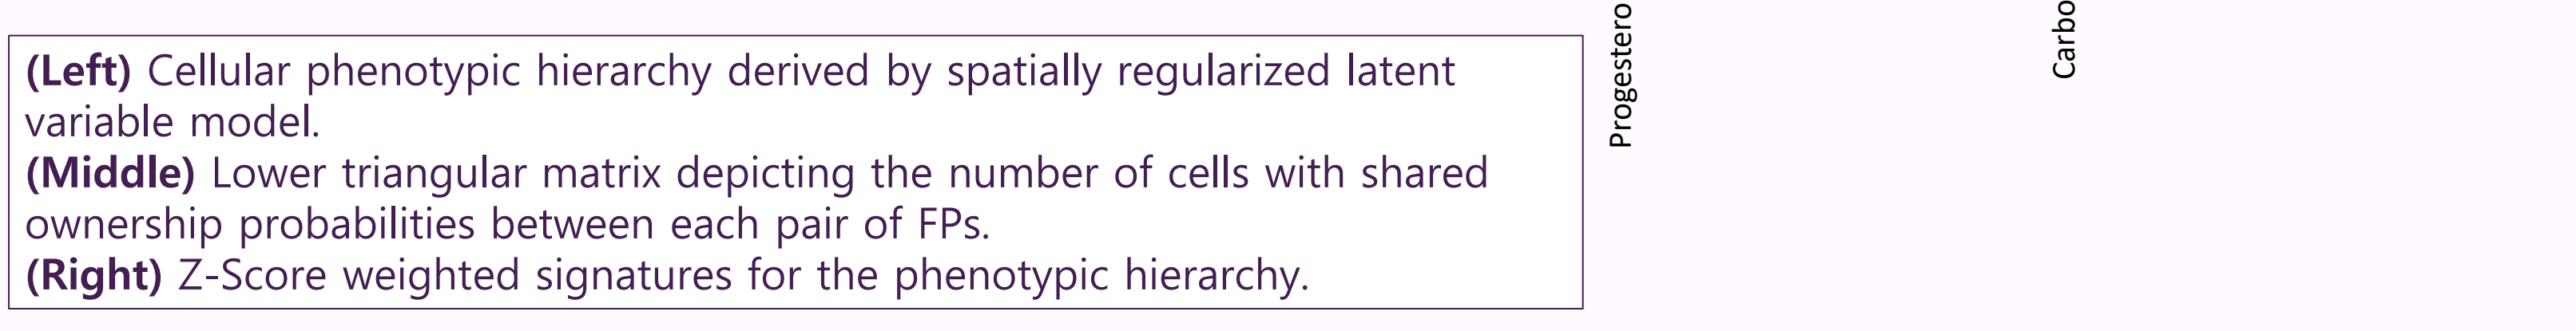 (Left) Cellular phenotypic hierarchy derived by spatially regularized latent
variable model.
(Middle) Lower triangular matrix depicting the number of cells with shared
ownership probabilities between each pair of FPs.
(Right) Z-Score weighted signatures for the phenotypic hierarchy.
Progestero
Carbo